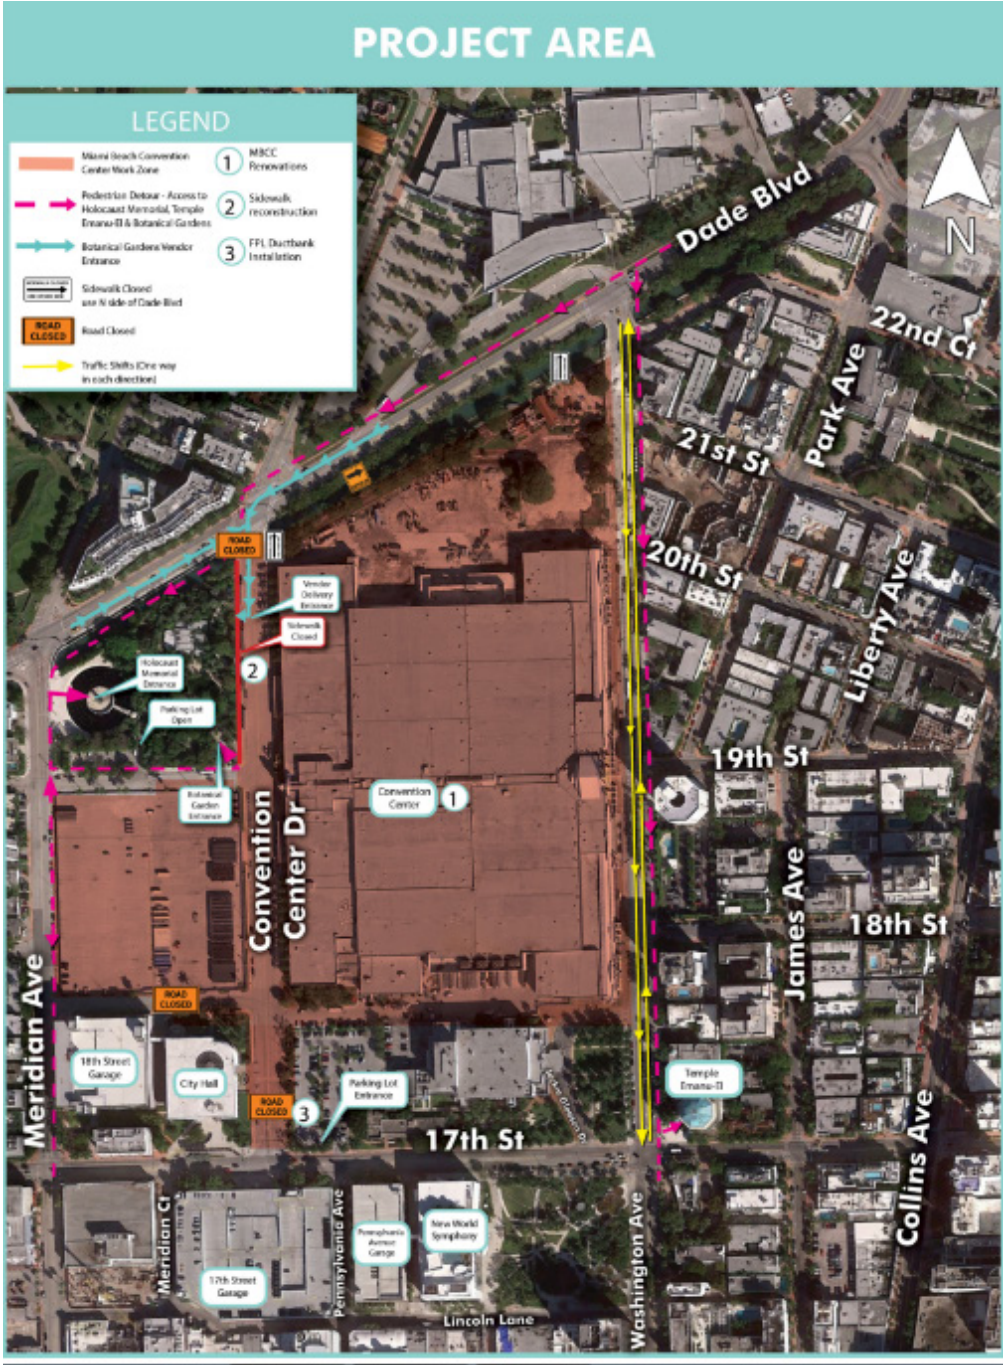 PROJECT AREA
LEGEND
Miami Beach Convention
Center Work Zone
Pedestrian Detour - Access to
Holocaust Memorial, Temple
Emanu-El & Botanical Gardens
Botanical Gardens Vendor
Entrance
Sidewalk Closed
use N side of Dade Blvd
ROAD
CLOSED
Road Closed
Traffic Shifts (One way
in each direction)
1
MBCC
Renovations
2
Sidewalk
reconstruction
3
FPL Ductbank
Installation
N
Dade Blvd
22nd Ct
Park Ave
21st St
20th St
Liberty Ave
ROAD
CLOSED
Vendor
Delivery
Entrance
Sidewalk
Closed
2
Holocaust
Memorial
Entrance
Parking Lot
Open
Botanical
Garden
Entrance
19th St
Convention
Center
1
Convention
Center Dr
James Ave
18th St
Meridian Ave
ROAD
CLOSED
18th Street
Garage
City Hall
ROAD
CLOSED
3
Parking Lot
Entrance
Temple
Emanu-El
17th St
Collins Ave
Meridian Ct
17th Street
Garage
Pennsylvania Ave
Pennsylvania
Avenue
Garage
New World
Symphony
Washington Ave
Lincoln Lane